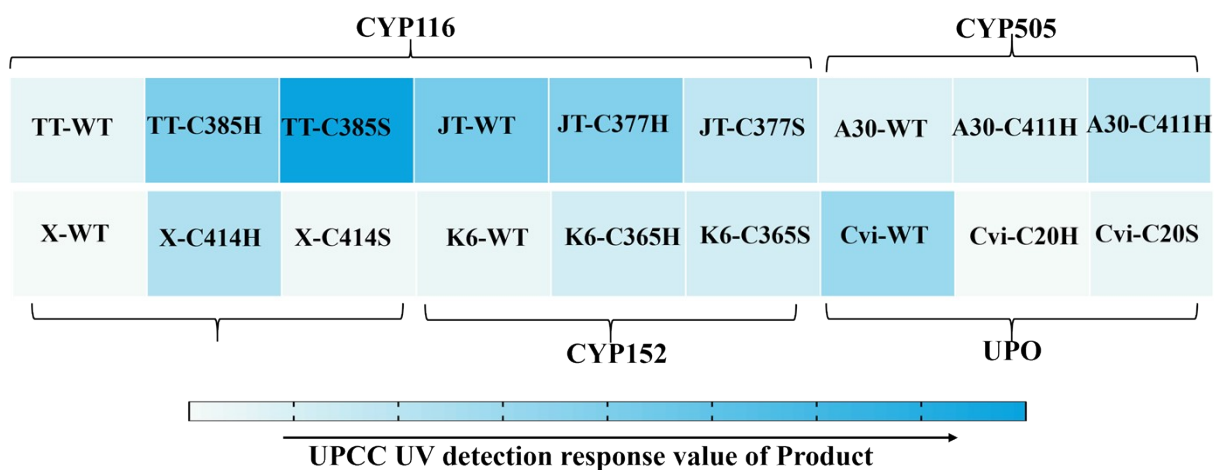 CYP116 CYP505
TT-WT TT-C385H TT-C385S JT-WT JT-C377H JT-C377S A30-WT A30-C411H A30-C411H
X-WT X-C414H X-C414S K6-WT K6-C365H K6-C365S Cvi-WT Cvi-C20H Cvi-C20S
CYP152 UPO
UPCC UV detection response value of Product